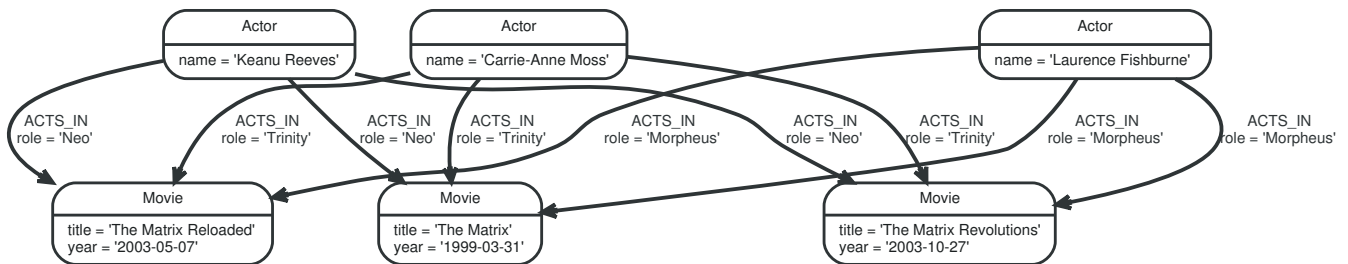 Actor
name = 'Keanu Reeves'
Actor
name = 'Carrie-Anne Moss'
Actor
name = 'Laurence Fishburne'
ACTS_IN
role = 'Neo'
ACTS_IN
role = 'Trinity'
ACTS_IN
role = 'Neo'
ACTS_IN
role = 'Trinity'
ACTS_IN
role = 'Morpheus'
ACTS_IN
role = 'Neo'
ACTS_IN
role = 'Trinity'
ACTS_IN
role = 'Morpheus'
ACTS_IN
role = 'Morpheus'
Movie
title = 'The Matrix Reloaded'
year = '2003-05-07'
Movie
title = 'The Matrix'
year = '1999-03-31'
Movie
title = 'The Matrix Revolutions'
year = '2003-10-27'